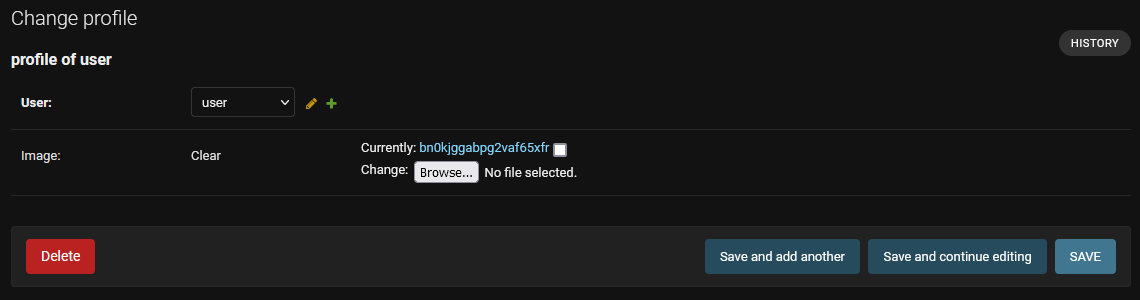 Change profile
HISTORY
profile of user
User:
user
Image:
Clear
Currently: bn0kjggabpg2vaf65xfr
Change: Browse... No file selected.
Delete
Save and add another
Save and continue editing
SAVE